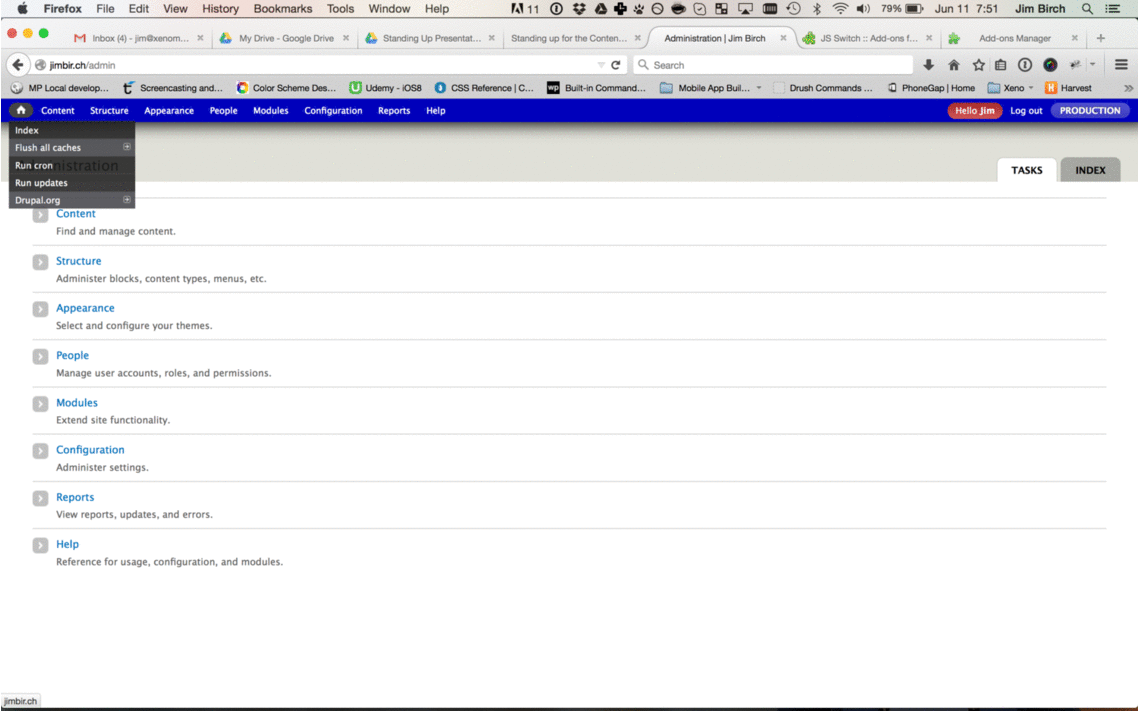 Firefox File Edit View History Bookmarks Tools Window Help 11 79% Jun 11 7:51 Jim Birch
Inbox (4) - jim@xenom... My Drive - Google Drive Standing Up Presentat... Standing up for the Conten... Administration | Jim Birch JS Switch :: Add-ons f... Add-ons Manager
jimbir.ch/admin Search
MP Local develop... Screencasting and... Color Scheme Des... Udemy - iOS8 CSS Reference | C... wp Built-in Command... Mobile App Buil... Drush Commands ... PhoneGap | Home Xeno Harvest
Content Structure Appearance People Modules Configuration Reports Help Hello Jim Log out PRODUCTION
Index
Flush all caches
Run cron
Run updates
Drupal.org
TASKS INDEX
Content
Find and manage content.
Structure
Administer blocks, content types, menus, etc.
Appearance
Select and configure your themes.
People
Manage user accounts, roles, and permissions.
Modules
Extend site functionality.
Configuration
Administer settings.
Reports
View reports, updates, and errors.
Help
Reference for usage, configuration, and modules.
jimbir.ch